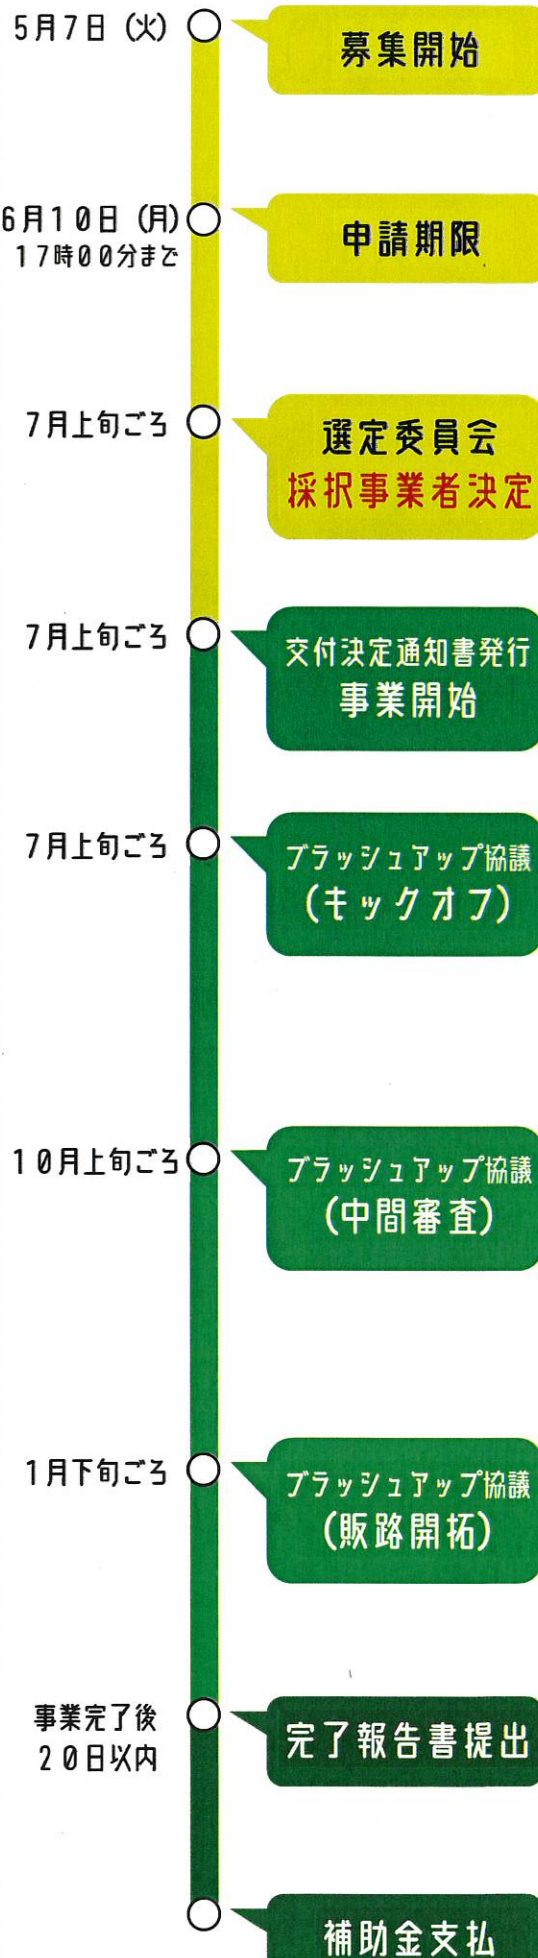 5月7日（火）
募集開始
6月10日（月）
17時00分まで
申請期限
7月上旬ごろ
選定委員会
採択事業者決定
7月上旬ごろ
交付決定通知書発行
事業開始
7月上旬ごろ
ブラッシュアップ協議
（キックオフ）
10月上旬ごろ
ブラッシュアップ協議
（中間審査）
1月下旬ごろ
ブラッシュアップ協議
（販路開拓）
事業完了後
20日以内
完了報告書提出
補助金支払